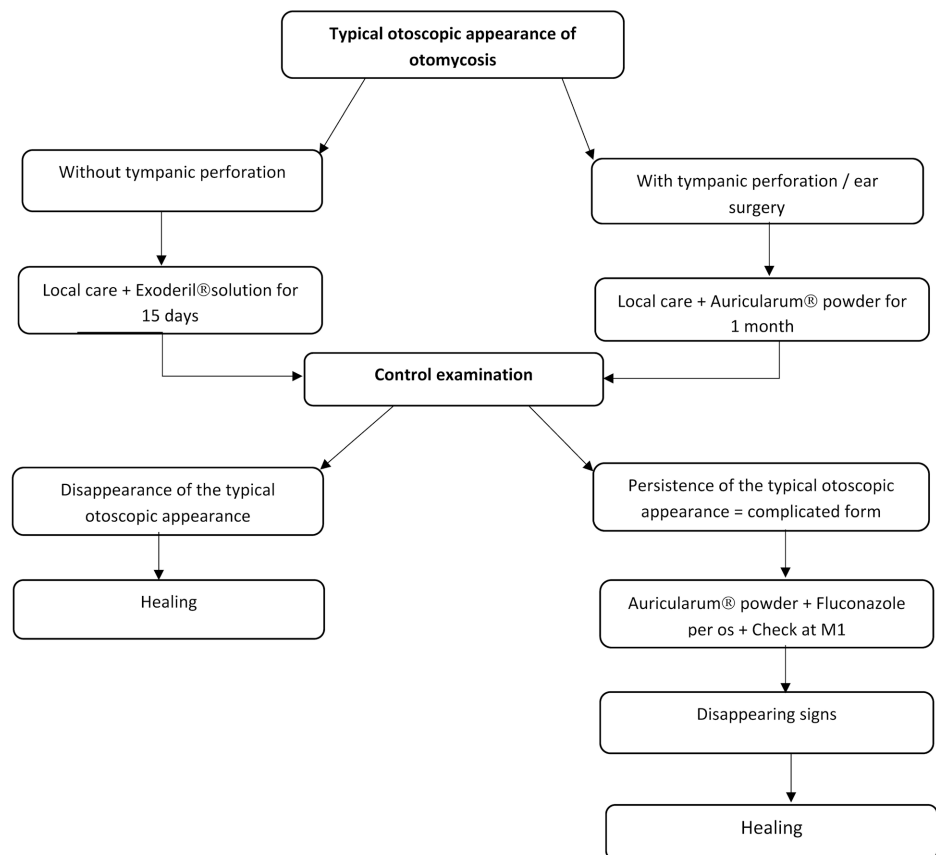 Typical otoscopic appearance of
otomycosis
Without tympanic perforation
With tympanic perforation / ear
surgery
Local care + Exoderil®solution for
15 days
Local care + Auricularum® powder for
1 month
Control examination
Disappearance of the typical
otoscopic appearance
Persistence of the typical otoscopic
appearance = complicated form
Healing
Auricularum® powder + Fluconazole
per os + Check at M1
Disappearing signs
Healing